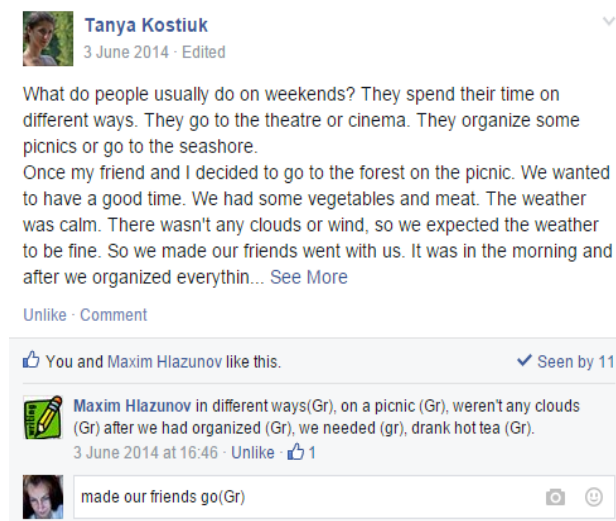 Tanya Kostiuk
3 June 2014 · Edited
What do people usually do on weekends? They spend their time on
different ways. They go to the theatre or cinema. They organize some
picnics or go to the seashore.
Once my friend and I decided to go to the forest on the picnic. We wanted
to have a good time. We had some vegetables and meat. The weather
was calm. There wasn't any clouds or wind, so we expected the weather
to be fine. So we made our friends went with us. It was in the morning and
after we organized everythin... See More
Unlike · Comment
You and Maxim Hlazunov like this.
Seen by 11
writing
Maxim Hlazunov in different ways(Gr), on a picnic (Gr), weren't any clouds
(Gr) after we had organized (Gr), we needed (gr), drank hot tea (Gr).
3 June 2014 at 16:46 · Unlike · 1
made our friends go(Gr)